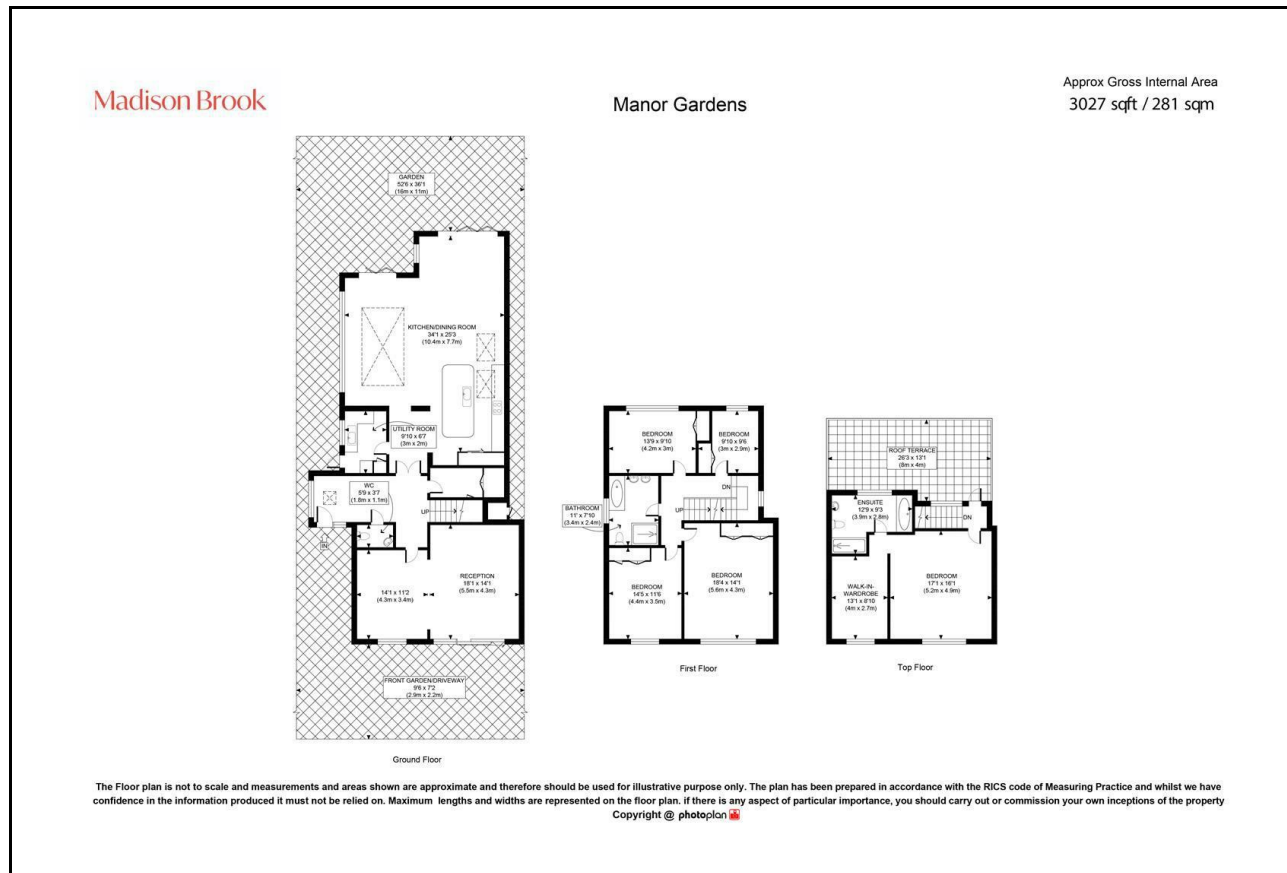 Madison Brook
Manor Gardens
Approx Gross Internal Area
3027 sqft / 281 sqm
GARDEN
52'6 x 36'1
(16m x 11m)
KITCHEN/DINING ROOM
34'1 x 25'3
(10.4m x 7.7m)
UTILITY ROOM
9'10 x 6'7
(3m x 2m)
WC
5'9 x 3'7
(1.8m x 1.1m)
UP
IN
14'1 x 11'2
(4.3m x 3.4m)
RECEPTION
18'1 x 14'1
(5.5m x 4.3m)
FRONT GARDEN/DRIVEWAY
9'6 x 7'2
(2.9m x 2.2m)
Ground Floor
BEDROOM
13'9 x 9'10
(4.2m x 3m)
BEDROOM
9'10 x 9'6
(3m x 2.9m)
DN
UP
BATHROOM
11' x 7'10
(3.4m x 2.4m)
BEDROOM
14'5 x 11'6
(4.4m x 3.5m)
BEDROOM
18'4 x 14'1
(5.6m x 4.3m)
First Floor
ROOF TERRACE
26'3 x 13'1
(8m x 4m)
ENSUITE
12'9 x 9'3
(3.9m x 2.8m)
DN
WALK-IN-
WARDROBE
13'1 x 8'10
(4m x 2.7m)
BEDROOM
17'1 x 16'1
(5.2m x 4.9m)
Top Floor
The Floor plan is not to scale and measurements and areas shown are approximate and therefore should be used for illustrative purpose only. The plan has been prepared in accordance with the RICS code of Measuring Practice and whilst we have
confidence in the information produced it must not be relied on. Maximum lengths and widths are represented on the floor plan. if there is any aspect of particular importance, you should carry out or commission your own inceptions of the property
Copyright @ photoplan